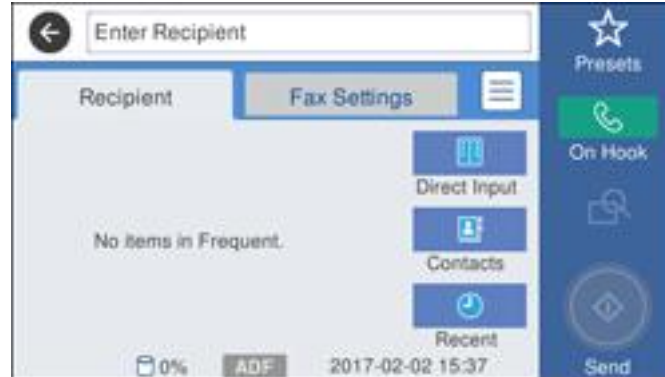 Enter Recipient
Presets
Recipient
Fax Settings
On Hook
Direct Input
No items in Frequent.
Contacts
Recent
0%
ADF
2017-02-02 15:37
Send